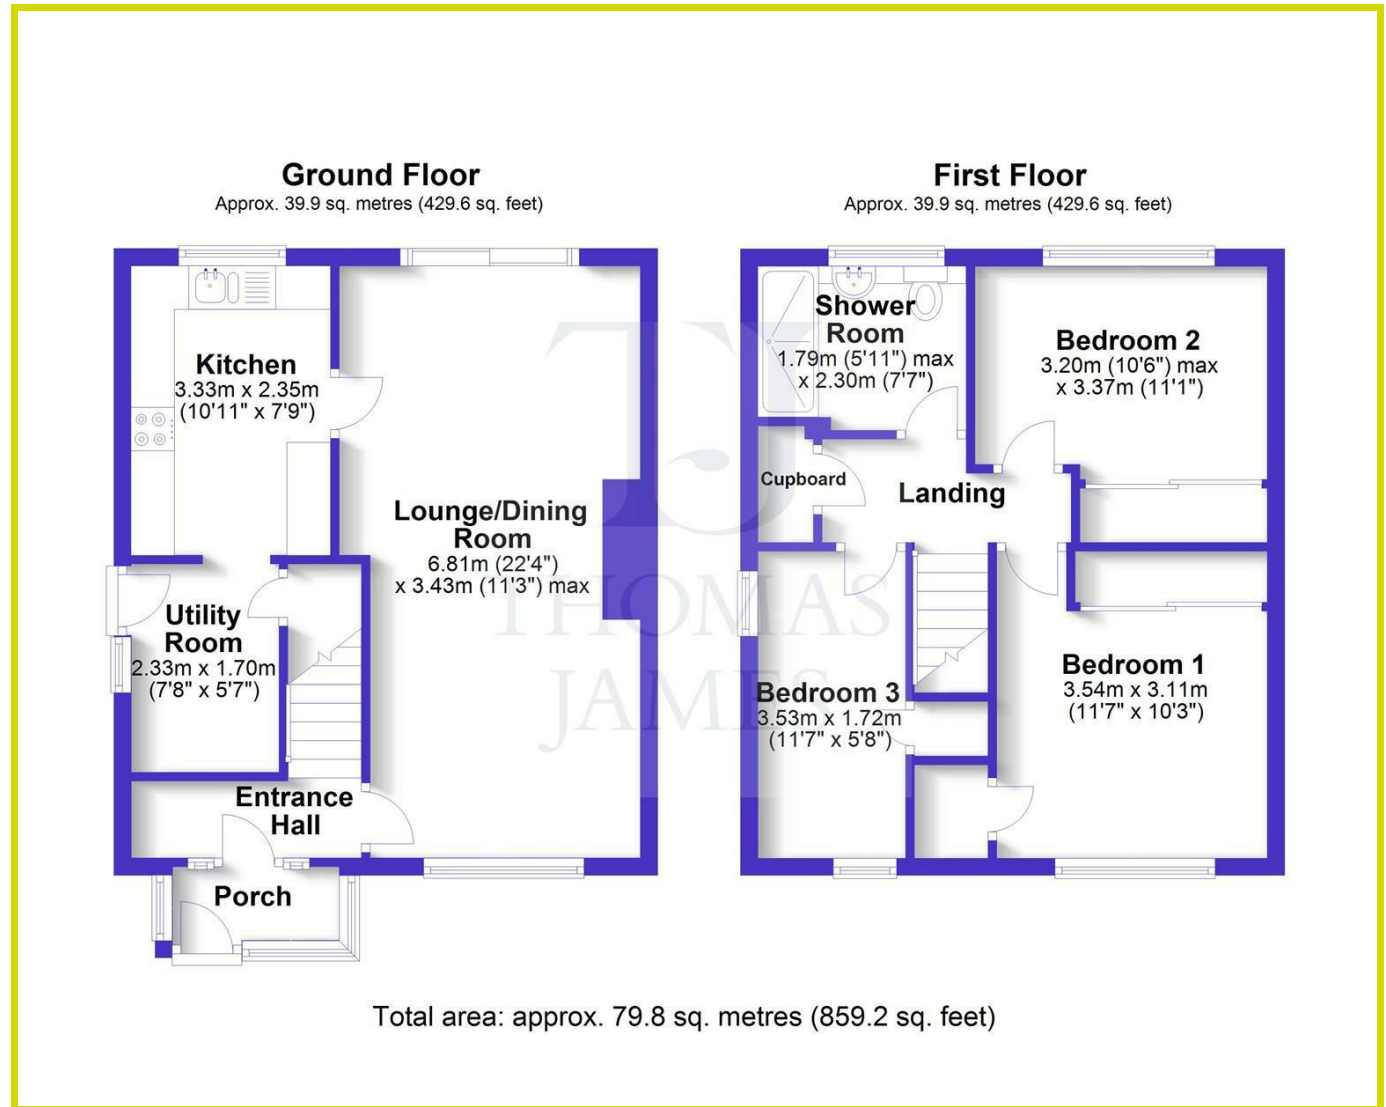 Ground Floor
Approx. 39.9 sq. metres (429.6 sq. feet)
Kitchen
3.33m x 2.35m
(10'11" x 7'9")
Lounge/Dining
Room
6.81m (22'4")
x 3.43m (11'3") max
Utility
Room
2.33m x 1.70m
(7'8" x 5'7")
Entrance
Hall
Porch
First Floor
Approx. 39.9 sq. metres (429.6 sq. feet)
Shower
Room
1.79m (5'11") max
x 2.30m (7'7")
Bedroom 2
3.20m (10'6") max
x 3.37m (11'1")
Cupboard
Landing
Bedroom 3
3.53m x 1.72m
(11'7" x 5'8")
Bedroom 1
3.54m x 3.11m
(11'7" x 10'3")
TJ
THOMAS
JAMES
Total area: approx. 79.8 sq. metres (859.2 sq. feet)